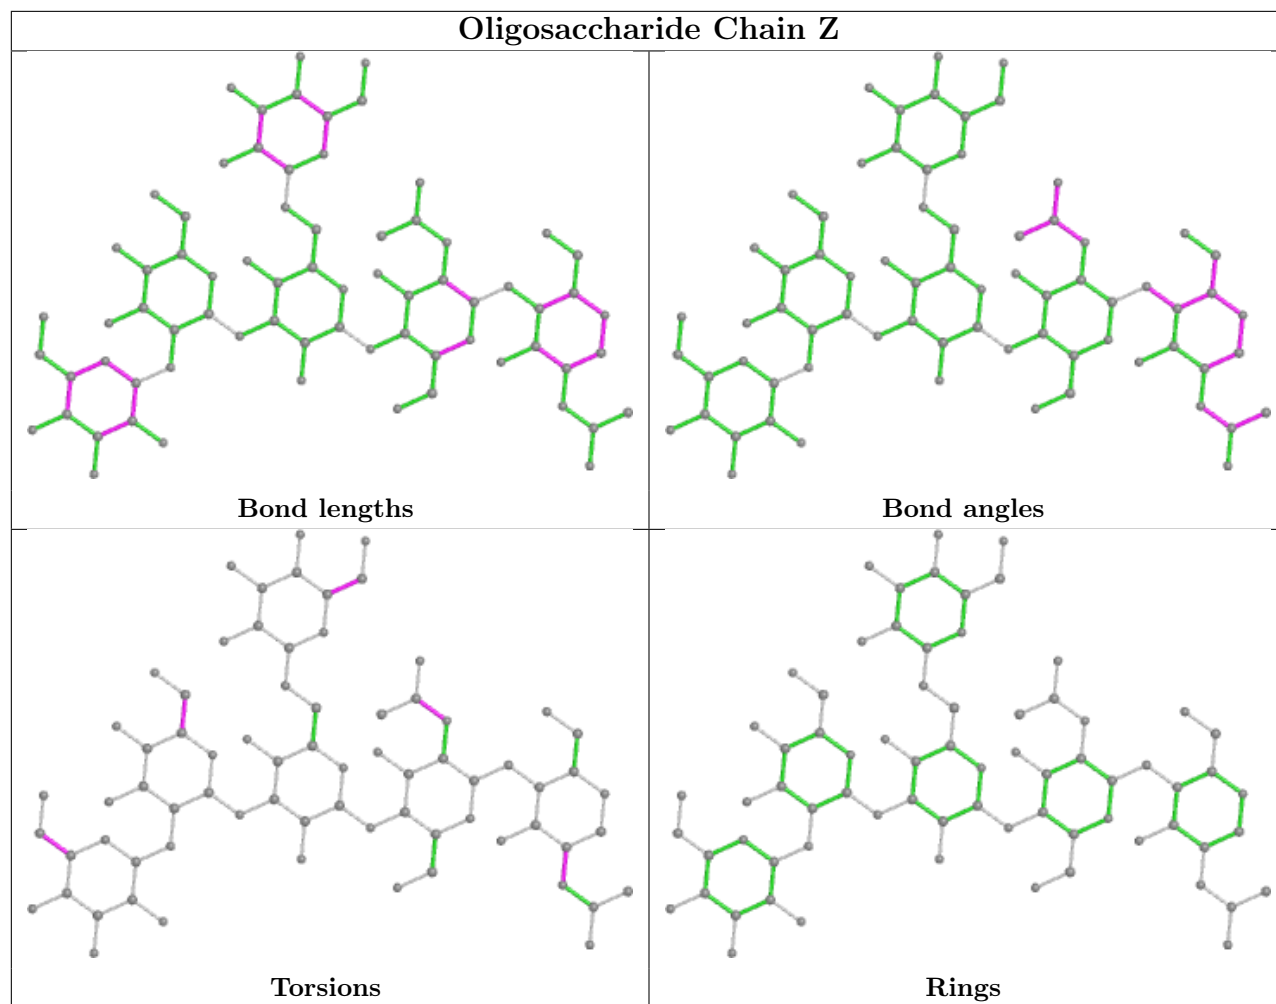 Oligosaccharide Chain Z
Bond lengths
Bond angles
Torsions
Rings